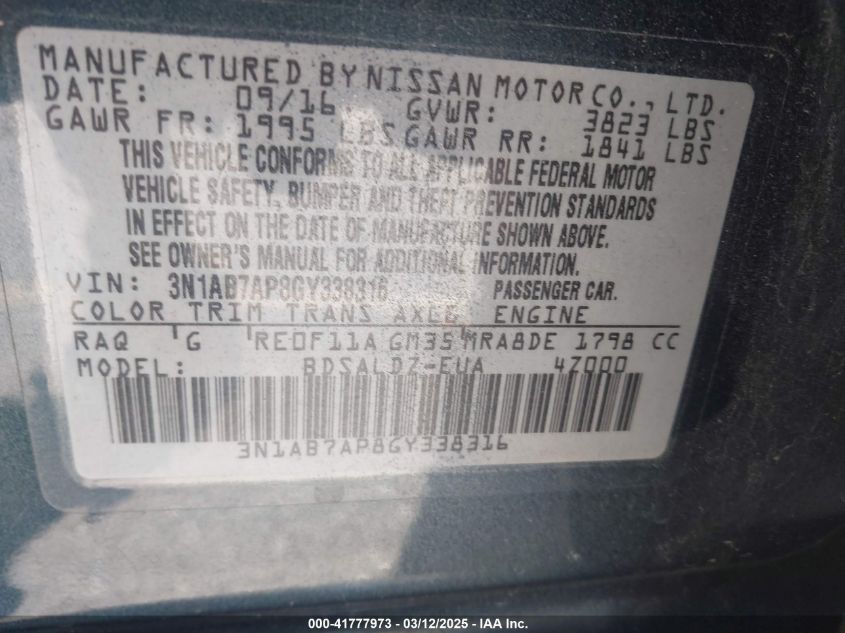 MANUFACTURED BY NISSAN MOTOR CO., LTD.
DATE: 09/16 GVWR: 3823 LBS
GAWR FR: 1995 LBS GAWR RR: 1841 LBS
THIS VEHICLE CONFORMS TO ALL APPLICABLE FEDERAL MOTOR
VEHICLE SAFETY, BUMPER AND THEFT PREVENTION STANDARDS
IN EFFECT ON THE DATE OF MANUFACTURE SHOWN ABOVE.
SEE OWNER'S MANUAL FOR ADDITIONAL INFORMATION.
VIN: 3N1AB7AP8GY338316 PASSENGER CAR.
COLOR TRIM TRANS AXLE ENGINE
RAQ G RE0F11A GM35 MRA8DE 1798 CC
MODEL: BDSALDZ-EUA 4Z000
3N1AB7AP8GY338316
000-41777973 - 03/12/2025 - IAAI - Copart Inc.